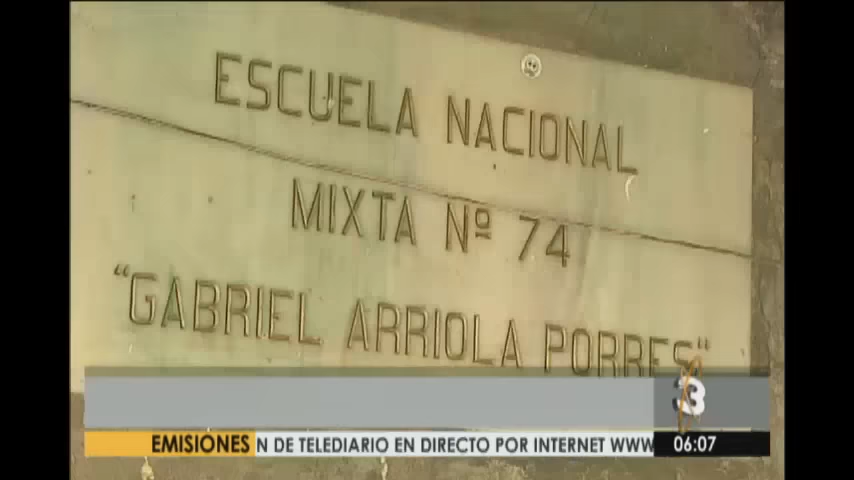 ESCUELA NACIONAL
MIXTA Nº 74
“GABRIEL ARRIOLA PORRES"
3
EMISIONES N DE TELEDIARIO EN DIRECTO POR INTERNET WWW 06:07